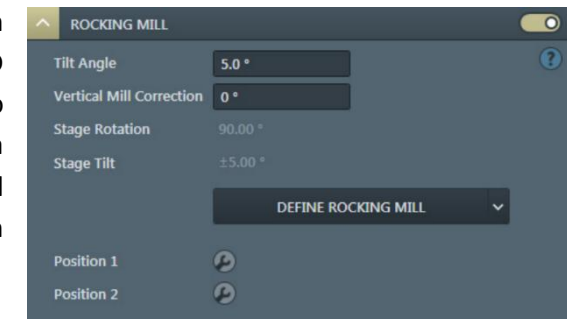 ROCKING MILL
Tilt Angle 5.0 °
?
Vertical Mill Correction 0 °
Stage Rotation 90.00 °
Stage Tilt ±5.00 °
DEFINE ROCKING MILL
Position 1
Position 2